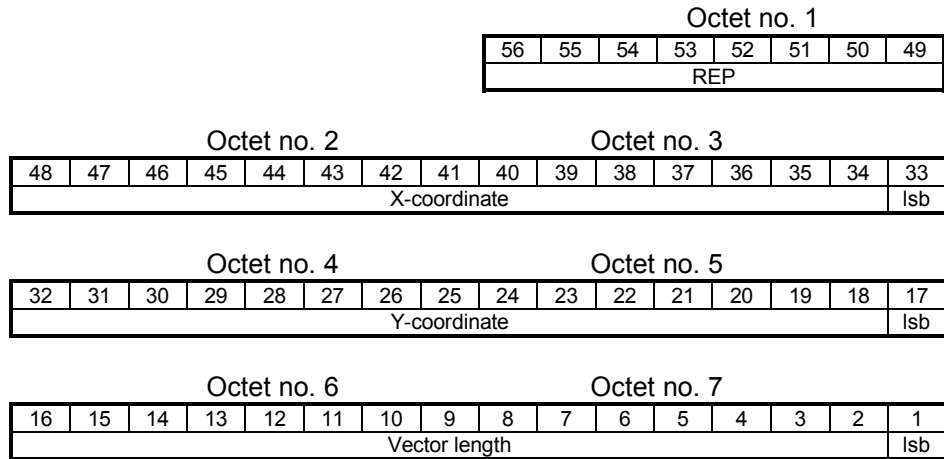 Octet no. 1
56 55 54 53 52 51 50 49
REP
Octet no. 2 Octet no. 3
48 47 46 45 44 43 42 41 40 39 38 37 36 35 34 33
X-coordinate lsb
Octet no. 4 Octet no. 5
32 31 30 29 28 27 26 25 24 23 22 21 20 19 18 17
Y-coordinate lsb
Octet no. 6 Octet no. 7
16 15 14 13 12 11 10 9 8 7 6 5 4 3 2 1
Vector length lsb